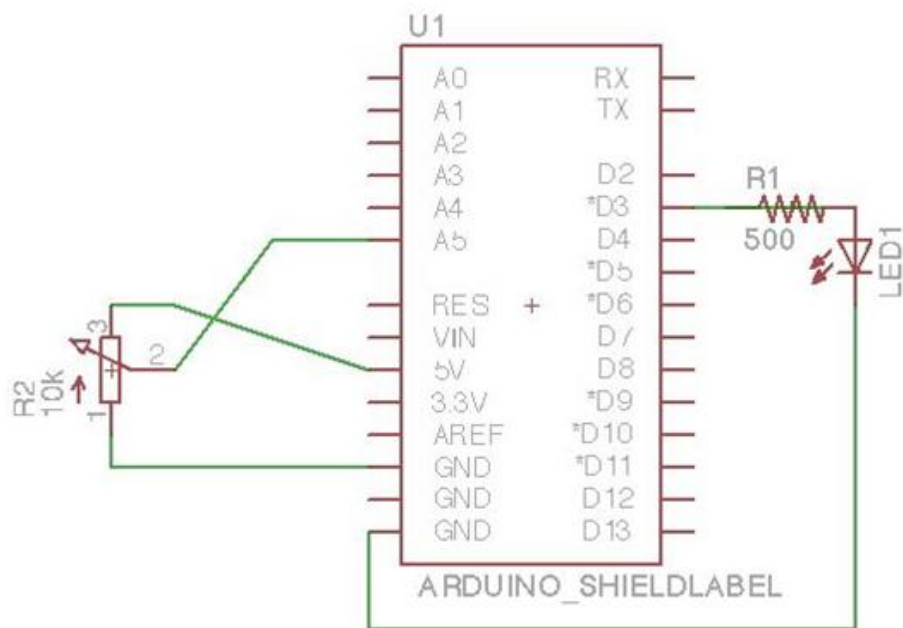 U1
A0
A1
A2
A3
A4
A5
RES
VIN
5V
3.3V
AREF
GND
GND
GND
RX
TX
D2
*D3
D4
*D5
*D6
D7
D8
*D9
*D10
*D11
D12
D13
ARDUINO_SHIELDLABEL
R2
10k
3
2
1
R1
500
LED1